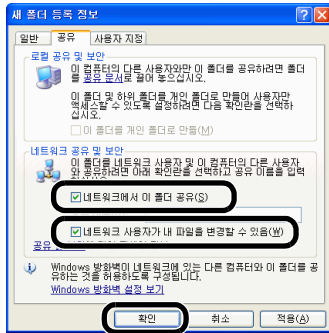 새 폴더 등록 정보
일반
공유
사용자 지정
로컬 공유 및 보안
이 컴퓨터의 다른 사용자와만 이 폴더를 공유하려면 폴더
를 공유 문서로 끌어 놓으십시오.
이 폴더 및 하위 폴더를 개인 폴더로 만들어 사용자만
액세스할 수 있도록 설정하려면 다음 확인란을 선택하
십시오.
이 폴더를 개인 폴더로 만듦(M)
네트워크 공유 및 보안
이 폴더를 네트워크 사용자 및 이 컴퓨터의 다른 사용자
와 공유하려면 아래 확인란을 선택하고 공유 이름을 입력
네트워크에서 이 폴더 공유(S)
네트워크 사용자가 내 파일을 변경할 수 있음(W)
공유
Windows 방화벽이 네트워크에 있는 다른 컴퓨터와 이 폴더를 공
유하는 것을 허용하도록 구성됩니다.
Windows 방화벽 설정 보기
확인
취소
적용(A)